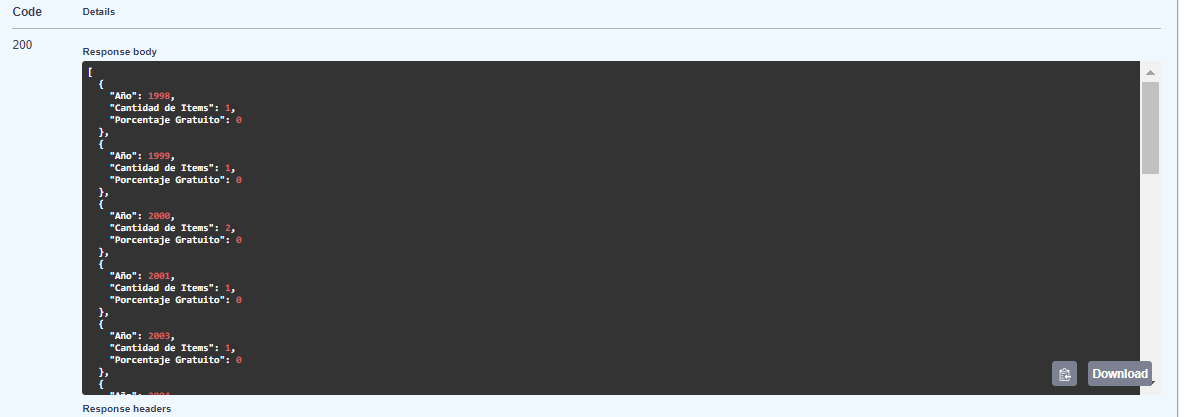 Code Details
200
Response body
[
{
"Año": 1998,
"Cantidad de Items": 1,
"Porcentaje Gratuito": 0
},
{
"Año": 1999,
"Cantidad de Items": 1,
"Porcentaje Gratuito": 0
},
{
"Año": 2000,
"Cantidad de Items": 2,
"Porcentaje Gratuito": 0
},
{
"Año": 2001,
"Cantidad de Items": 1,
"Porcentaje Gratuito": 0
},
{
"Año": 2003,
"Cantidad de Items": 1,
"Porcentaje Gratuito": 0
},
{
Download
Response headers